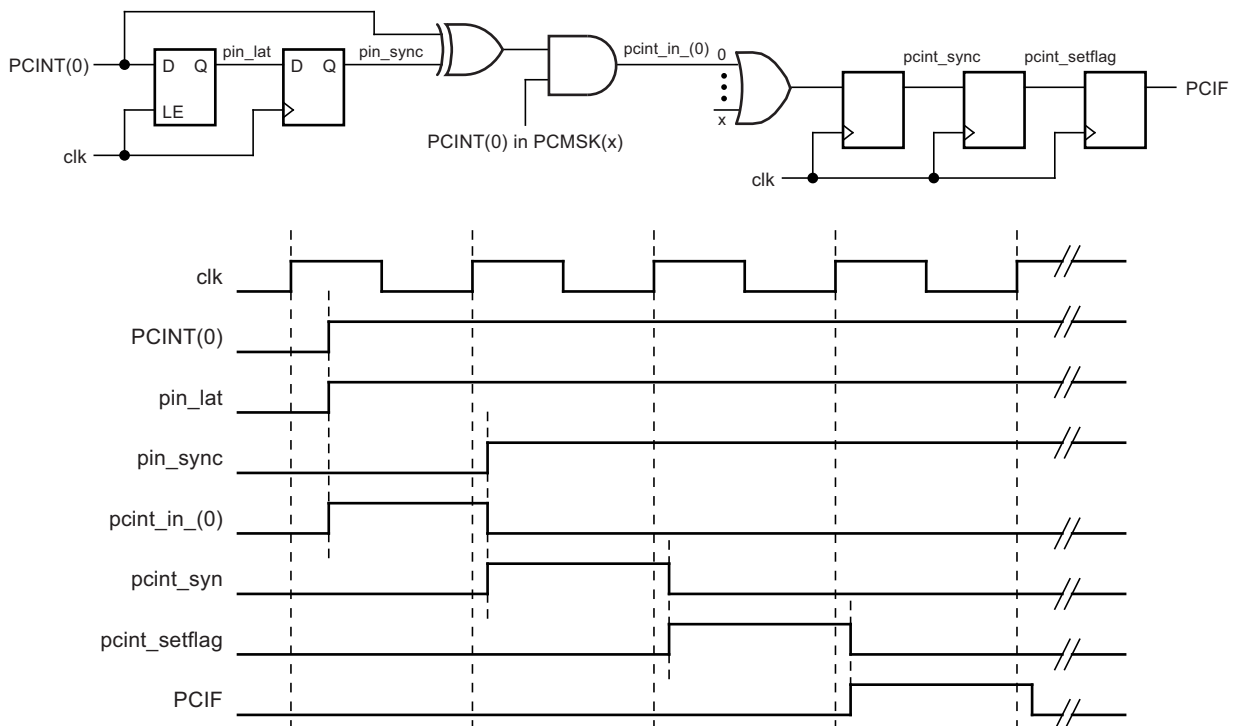 pin_lat
pin_sync
pcint_in_(0)
0
pcint_sync
pcint_setflag
PCINT(0)
D Q
D Q
PCIF
LE
x
PCINT(0) in PCMSK(x)
clk
clk
clk
PCINT(0)
pin_lat
pin_sync
pcint_in_(0)
pcint_syn
pcint_setflag
PCIF